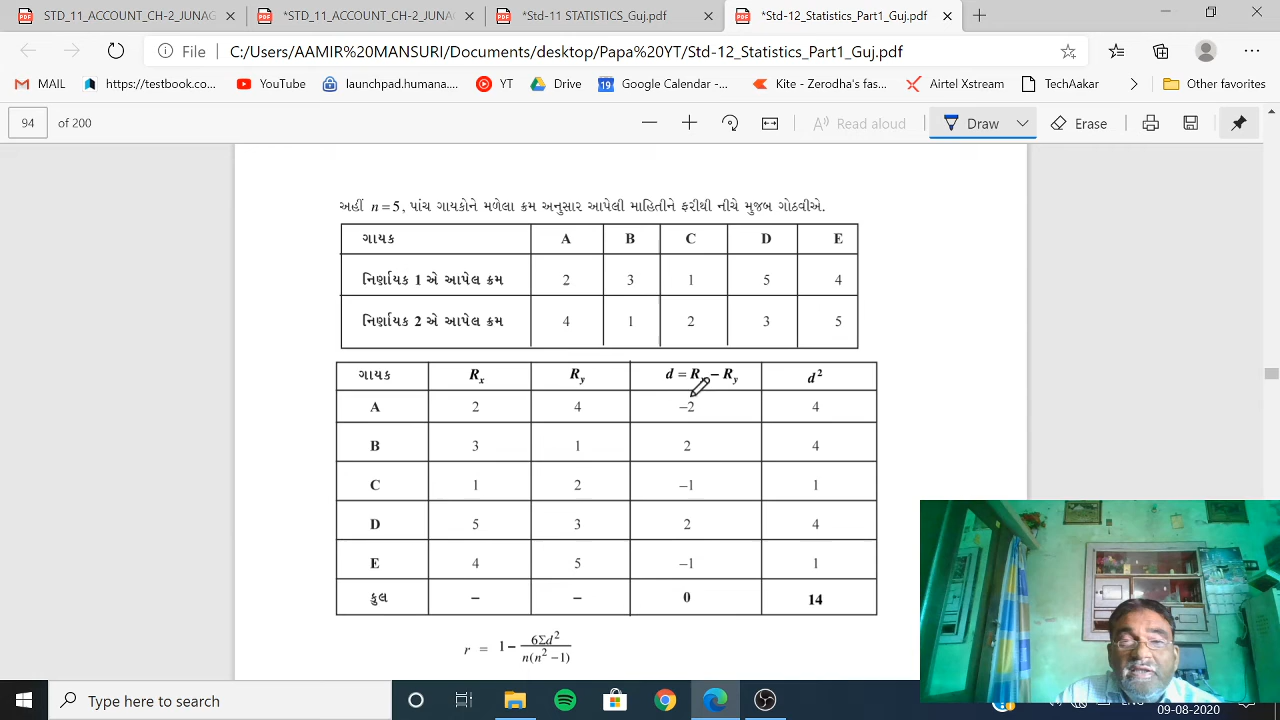 STD_11_ACCOUNT_CH-2_JUNAG
*STD_11_ACCOUNT_CH-2_JUNAG
*Std-11 STATISTICS_Guj.pdf
*Std-12_Statistics_Part1_Guj.pdf
File C:/Users/AAMIR%20MANSURI/Documents/desktop/Papa%20YT/Std-12_Statistics_Part1_Guj.pdf
MAIL https://testbook.co... YouTube launchpad.humanit... YT Drive Google Calendar -... Kite - Zerodha's fas... Airtel Xstream TechAakar Other favorites
94 of 200 Read aloud Draw Erase
અહીં n = 5, પાંચ ગાયકોને મળેલા ક્રમ અનુસાર આપેલી માહિતીને ફરીથી નીચે મુજબ ગોઠવીએ.
ગાયક A B C D E
નિર્ણાયક 1 એ આપેલ ક્રમ 2 3 1 5 4
નિર્ણાયક 2 એ આપેલ ક્રમ 4 1 2 3 5
ગાયક Rx Ry d = Rx – Ry d²
A 2 4 –2 4
B 3 1 2 4
C 1 2 –1 1
D 5 3 2 4
E 4 5 –1 1
કુલ – – 0 14
r = 1 – 6Σd² / n(n² –1)
Type here to search
ENG
09-08-2020